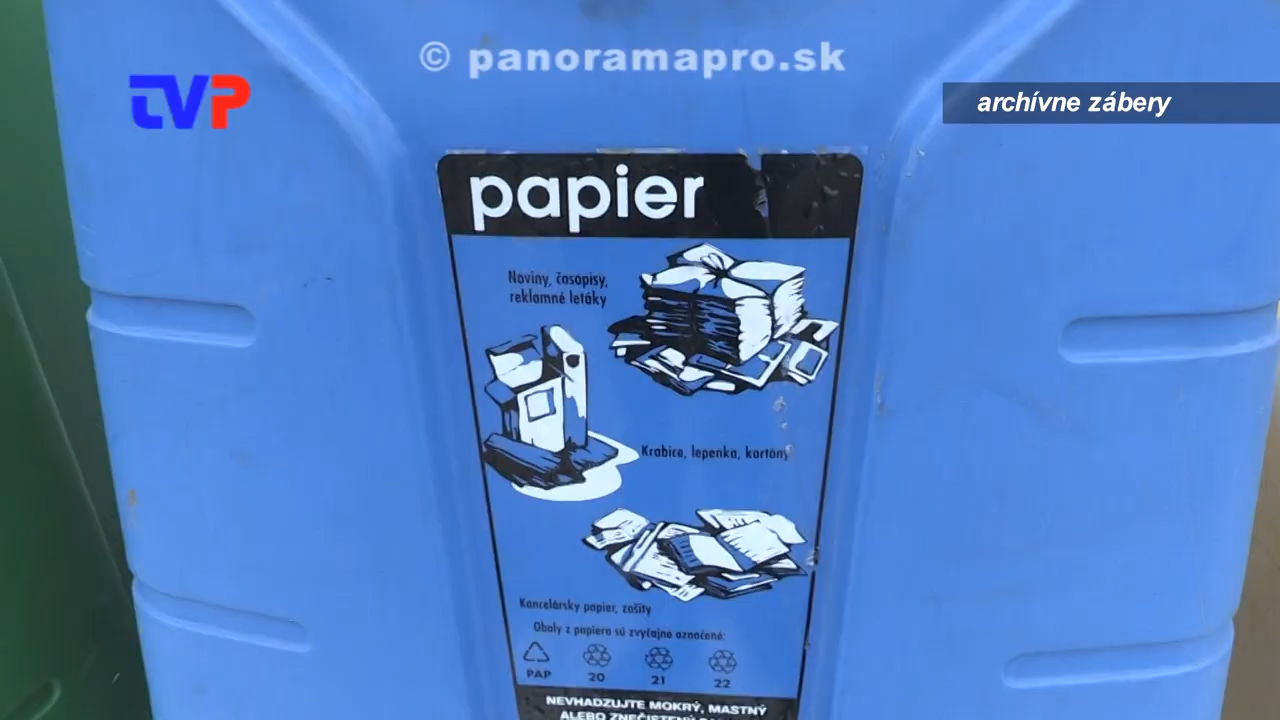 © panoramapro.sk
TVP
archívne zábery
papier
Noviny, časopisy,
reklamné letáky
Krabice, lepenka, kartóny
Kancelársky papier, zošity
Obaly z papiera sú zvyčajne označené:
PAP 20 21 22
NEVHADZUJTE MOKRÝ, MASTNÝ
ALEBO ZNEČISTENÝ